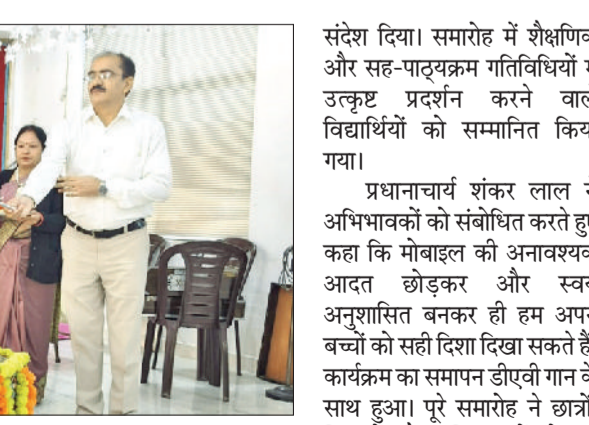 संदेश दिया। समारोह में शैक्षणिक
और सह-पाठ्यक्रम गतिविधियों
उत्कृष्ट प्रदर्शन करने
विद्यार्थियों को सम्मानित
गया।
प्रधानाचार्य शंकर लाल
अभिभावकों को संबोधित करते
कहा कि मोबाइल की अनावश्यक
आदत छोड़कर और
अनुशासित बनकर ही हम
बच्चों को सही दिशा दिखा सकते हैं
कार्यक्रम का समापन डीएवी गान
साथ हुआ। पूरे समारोह ने छात्रों